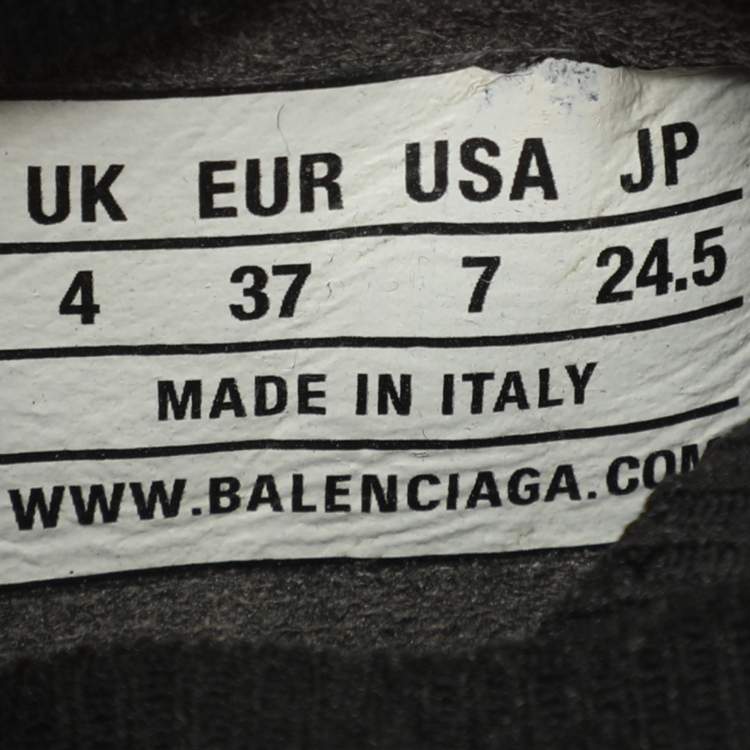 UK EUR USA JP
4 37 7 24.5
MADE IN ITALY
WWW.BALENCIAGA.COM